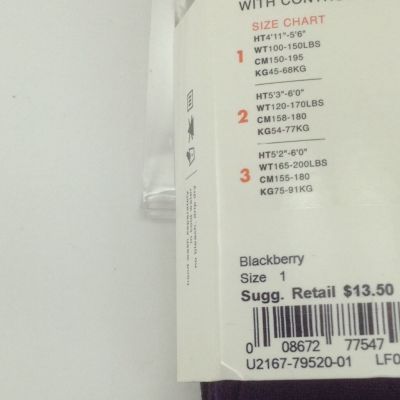 WITH
SIZE CHART
1
HT4'11"-5'6"
WT100-150LBS
CM150-195
KG45-68KG
2
HT5'3"-6'0"
WT120-170LBS
CM158-180
KG54-77KG
3
HT5'2"-6'0"
WT165-200LBS
CM155-180
KG75-91KG
Blackberry
Size 1
Sugg. Retail $13.50
0 08672 77547
U2167-79520-01 LF0